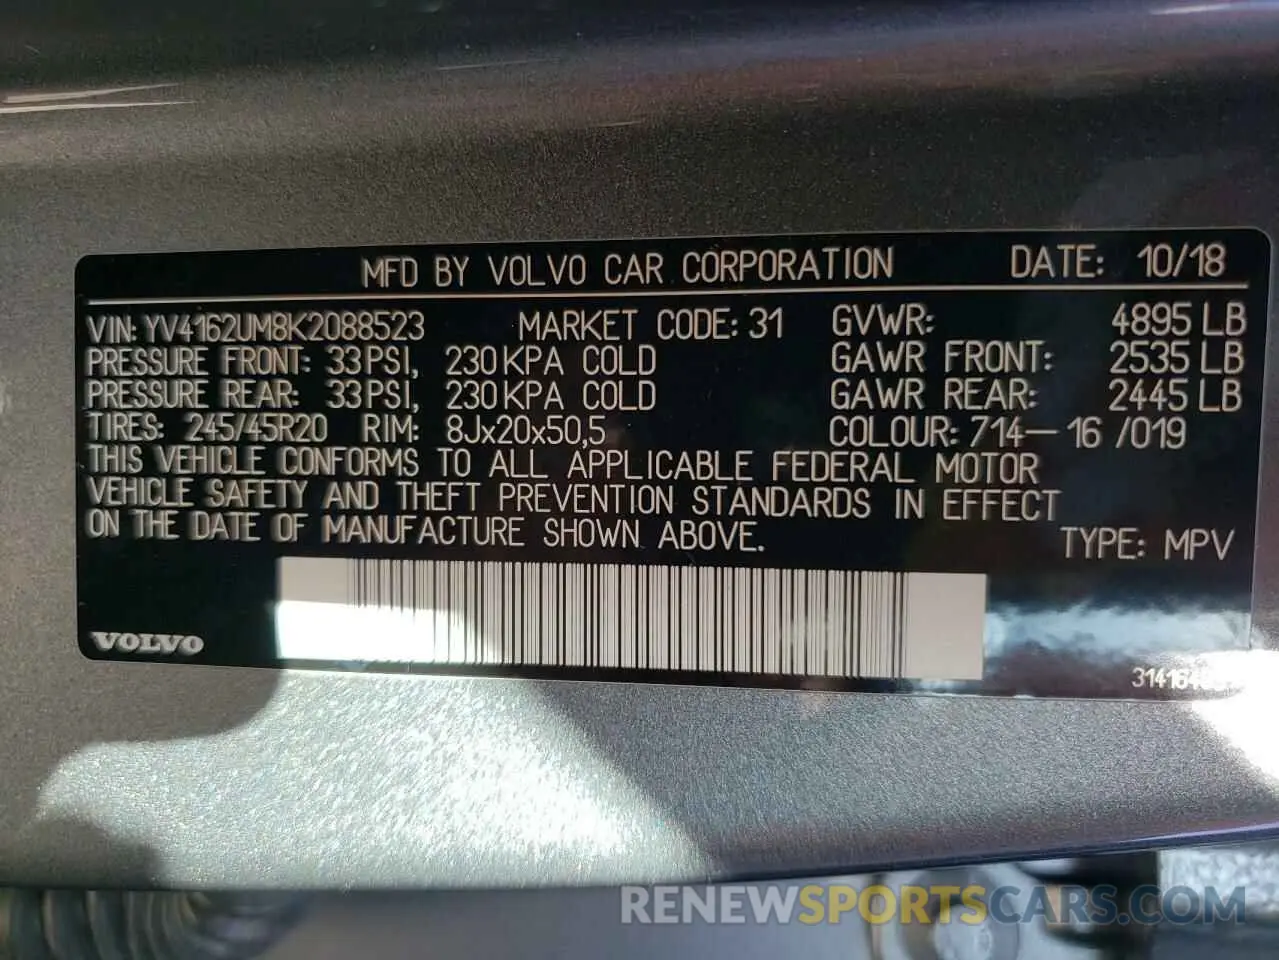 MFD BY VOLVO CAR CORPORATION DATE: 10/18
VIN: YV4162UM8K2088523 MARKET CODE: 31 GVWR: 4895 LB
PRESSURE FRONT: 33 PSI, 230 KPA COLD GAWR FRONT: 2535 LB
PRESSURE REAR: 33 PSI, 230 KPA COLD GAWR REAR: 2445 LB
TIRES: 245/45R20 RIM: 8Jx20x50,5 COLOUR: 714-16 /019
THIS VEHICLE CONFORMS TO ALL APPLICABLE FEDERAL MOTOR
VEHICLE SAFETY AND THEFT PREVENTION STANDARDS IN EFFECT
ON THE DATE OF MANUFACTURE SHOWN ABOVE.
TYPE: MPV
VOLVO
RENEWSPORTSCARS.COM